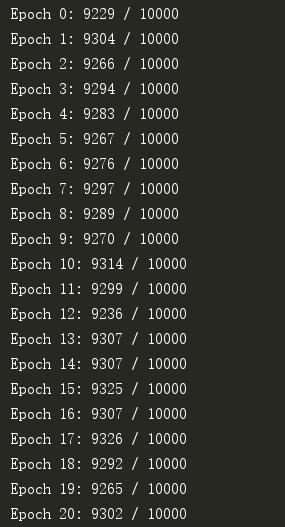 Epoch 0: 9229 / 10000
Epoch 1: 9304 / 10000
Epoch 2: 9266 / 10000
Epoch 3: 9294 / 10000
Epoch 4: 9283 / 10000
Epoch 5: 9267 / 10000
Epoch 6: 9276 / 10000
Epoch 7: 9297 / 10000
Epoch 8: 9289 / 10000
Epoch 9: 9270 / 10000
Epoch 10: 9314 / 10000
Epoch 11: 9299 / 10000
Epoch 12: 9236 / 10000
Epoch 13: 9307 / 10000
Epoch 14: 9307 / 10000
Epoch 15: 9325 / 10000
Epoch 16: 9307 / 10000
Epoch 17: 9326 / 10000
Epoch 18: 9292 / 10000
Epoch 19: 9265 / 10000
Epoch 20: 9302 / 10000